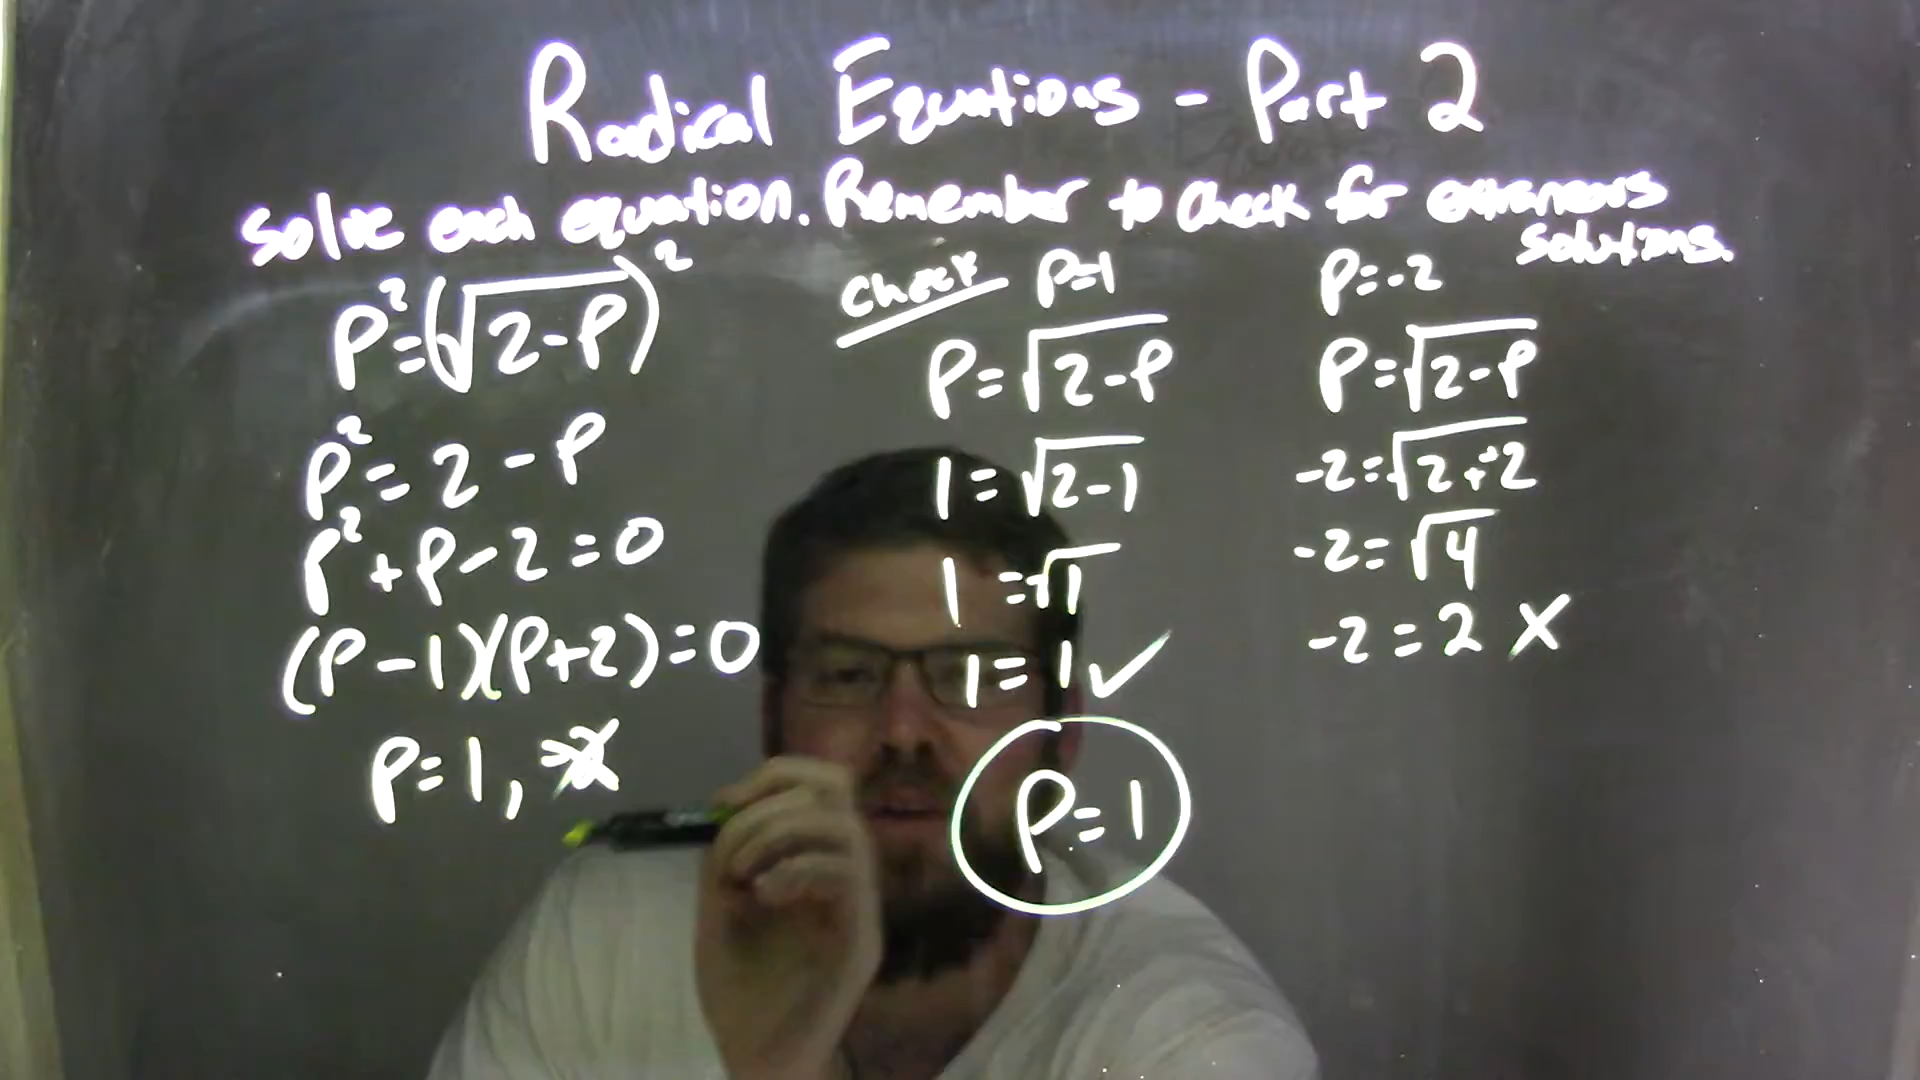 Radical Equations - Part 2
Solve each equation. Remember to check for extraneous
solutions.
P²=(√2-P)²
P²=2-P
P²+P-2=0
(P-1)(P+2)=0
P=1, -2
Check P=1
P=√2-P
1=√2-1
1=√1
1=1✓
P=1
P=-2
P=√2-P
-2=√2+2
-2=√4
-2=2 X